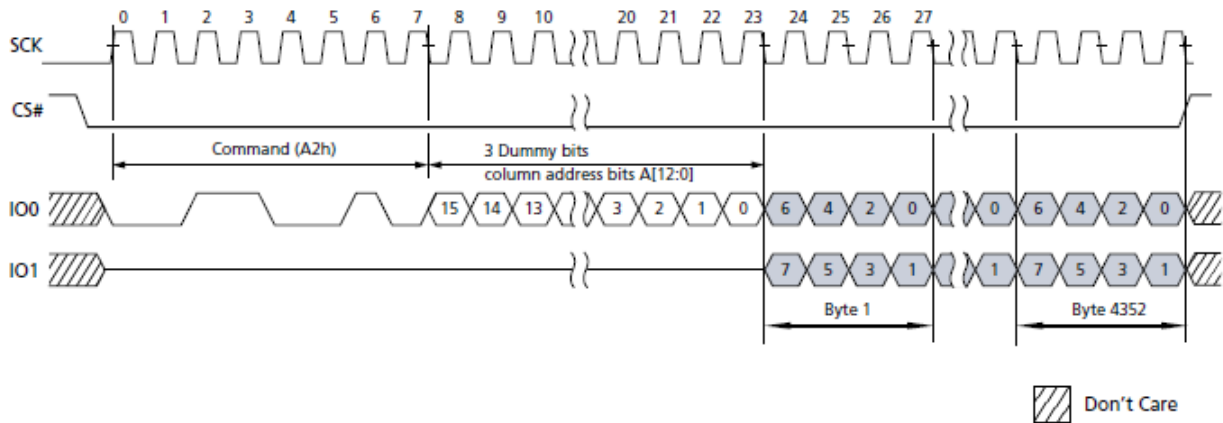 0 1 2 3 4 5 6 7 8 9 10 20 21 22 23 24 25 26 27
SCK
CS#
Command (A2h)
3 Dummy bits
column address bits A[12:0]
IO0 15 14 13 3 2 1 0 6 4 2 0 0 6 4 2 0
IO1 7 5 3 1 1 7 5 3 1
Byte 1 Byte 4352
Don't Care